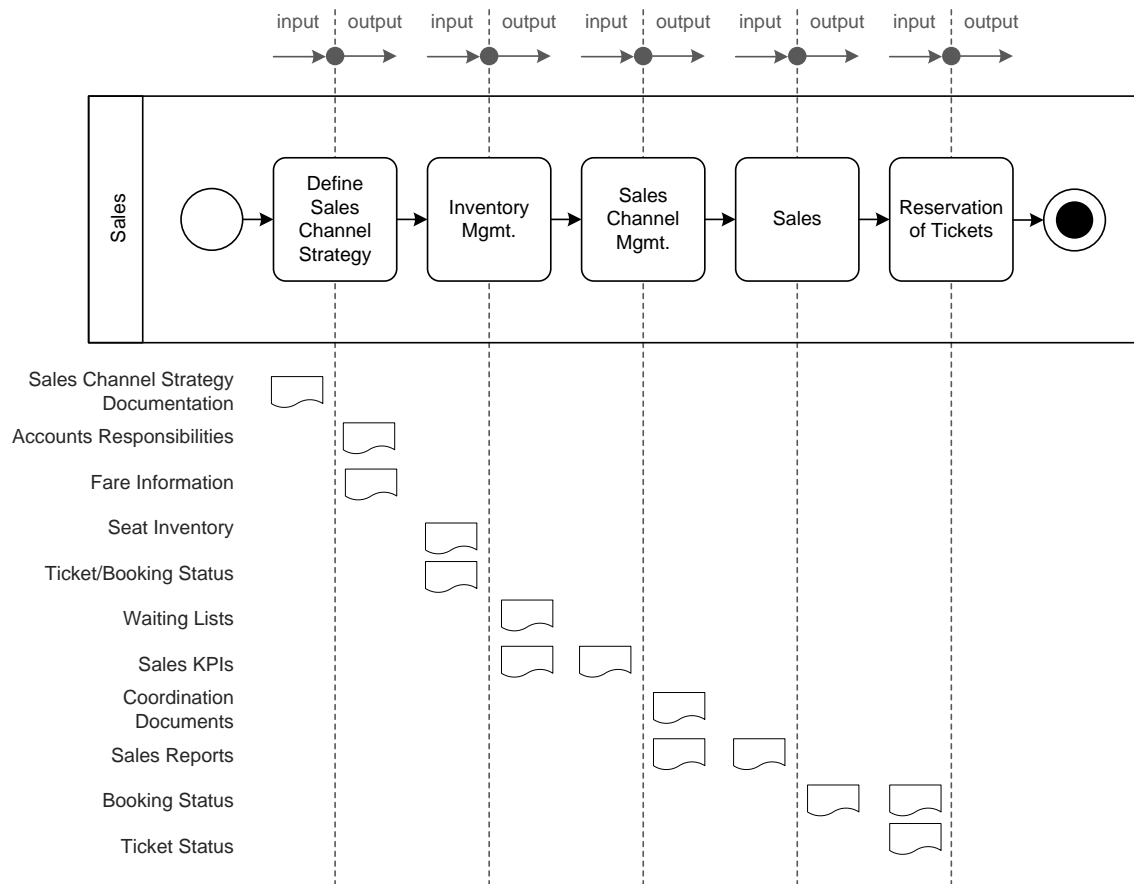 input output input output input output input output input output
Sales
Define
Sales
Channel
Strategy
Inventory
Mgmt.
Sales
Channel
Mgmt.
Sales
Reservation
of Tickets
Sales Channel Strategy
Documentation
Accounts Responsibilities
Fare Information
Seat Inventory
Ticket/Booking Status
Waiting Lists
Sales KPIs
Coordination
Documents
Sales Reports
Booking Status
Ticket Status